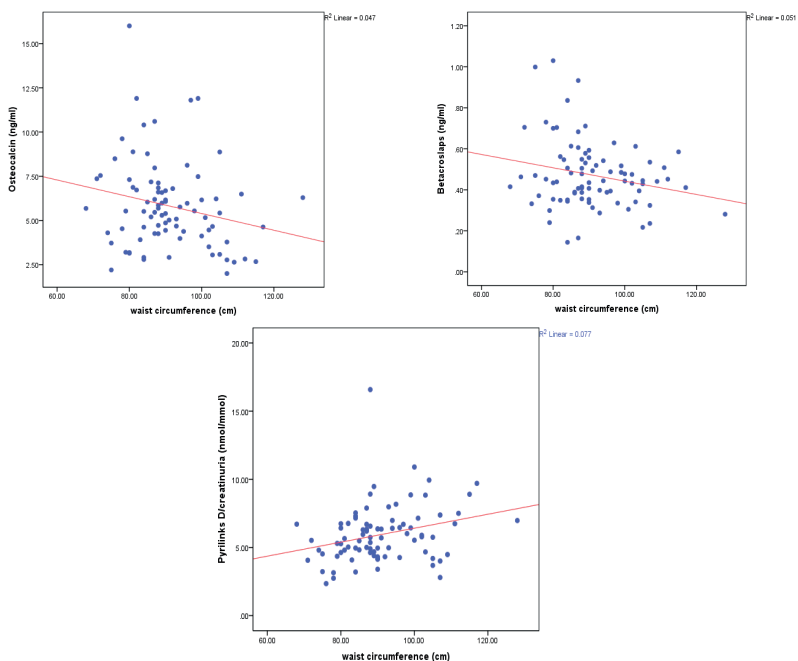 R² Linear = 0.047
15.00
12.50
10.00
7.50
5.00
2.50
Osteocalcin (ng/ml)
60.00 80.00 100.00 120.00
waist circumference (cm)
R² Linear = 0.051
1.20
1.00
.80
.60
.40
.20
.00
Betacroslaps (ng/ml)
60.00 80.00 100.00 120.00
waist circumference (cm)
R² Linear = 0.077
20.00
15.00
10.00
5.00
.00
Pyrilinks D/creatinuria (nmol/mmol)
60.00 80.00 100.00 120.00
waist circumference (cm)